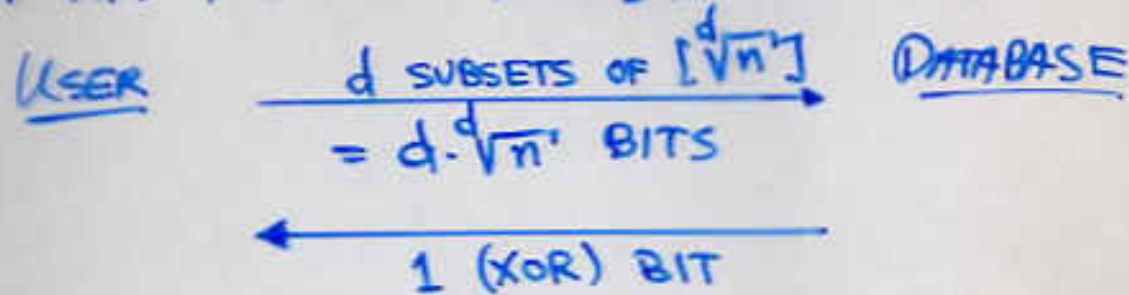 USER d SUBSETS OF [ᵈ√n] DATABASE
= d·ᵈ√n BITS
1 (XOR) BIT